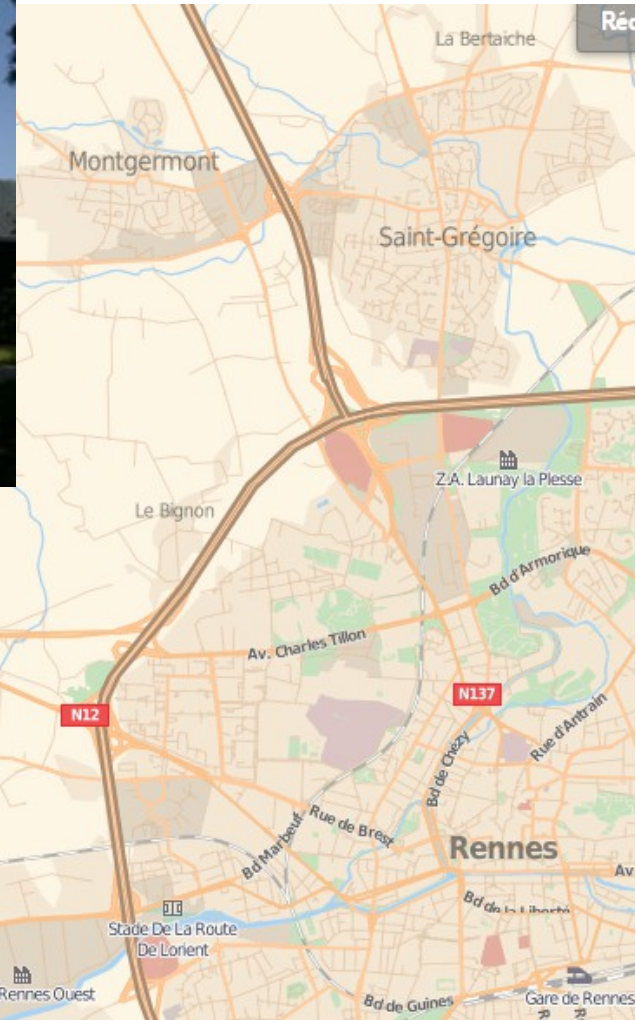 La Bertaiche
Montgermont
Saint-Grégoire
Z.A. Launay la Plesse
Le Bignon
Bd d'Armorique
Av. Charles Tillon
N12
N137
Rue d'Antrain
Bd de Chezy
Rue de Brest
Bd Marbeuf
Rennes
Av
Bd de la Liberté
Stade De La Route
De Lorient
Rennes Ouest
Bd de Guines
Gare de Rennes
R
R